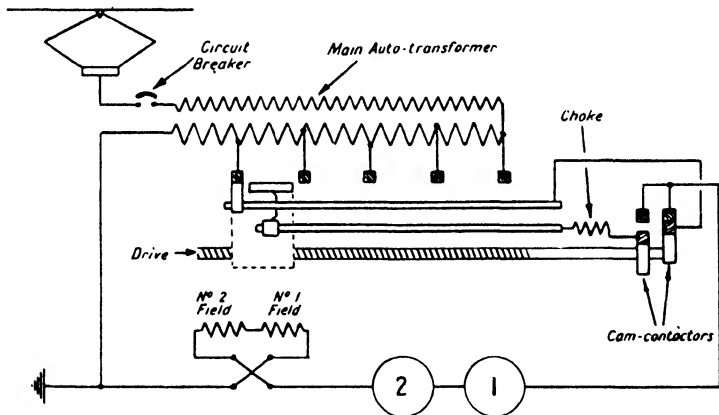 Circuit
Breaker
Main Auto-transformer
Choke
Drive
Nº 2
Field
Nº 1
Field
Cam-contactors
2
1